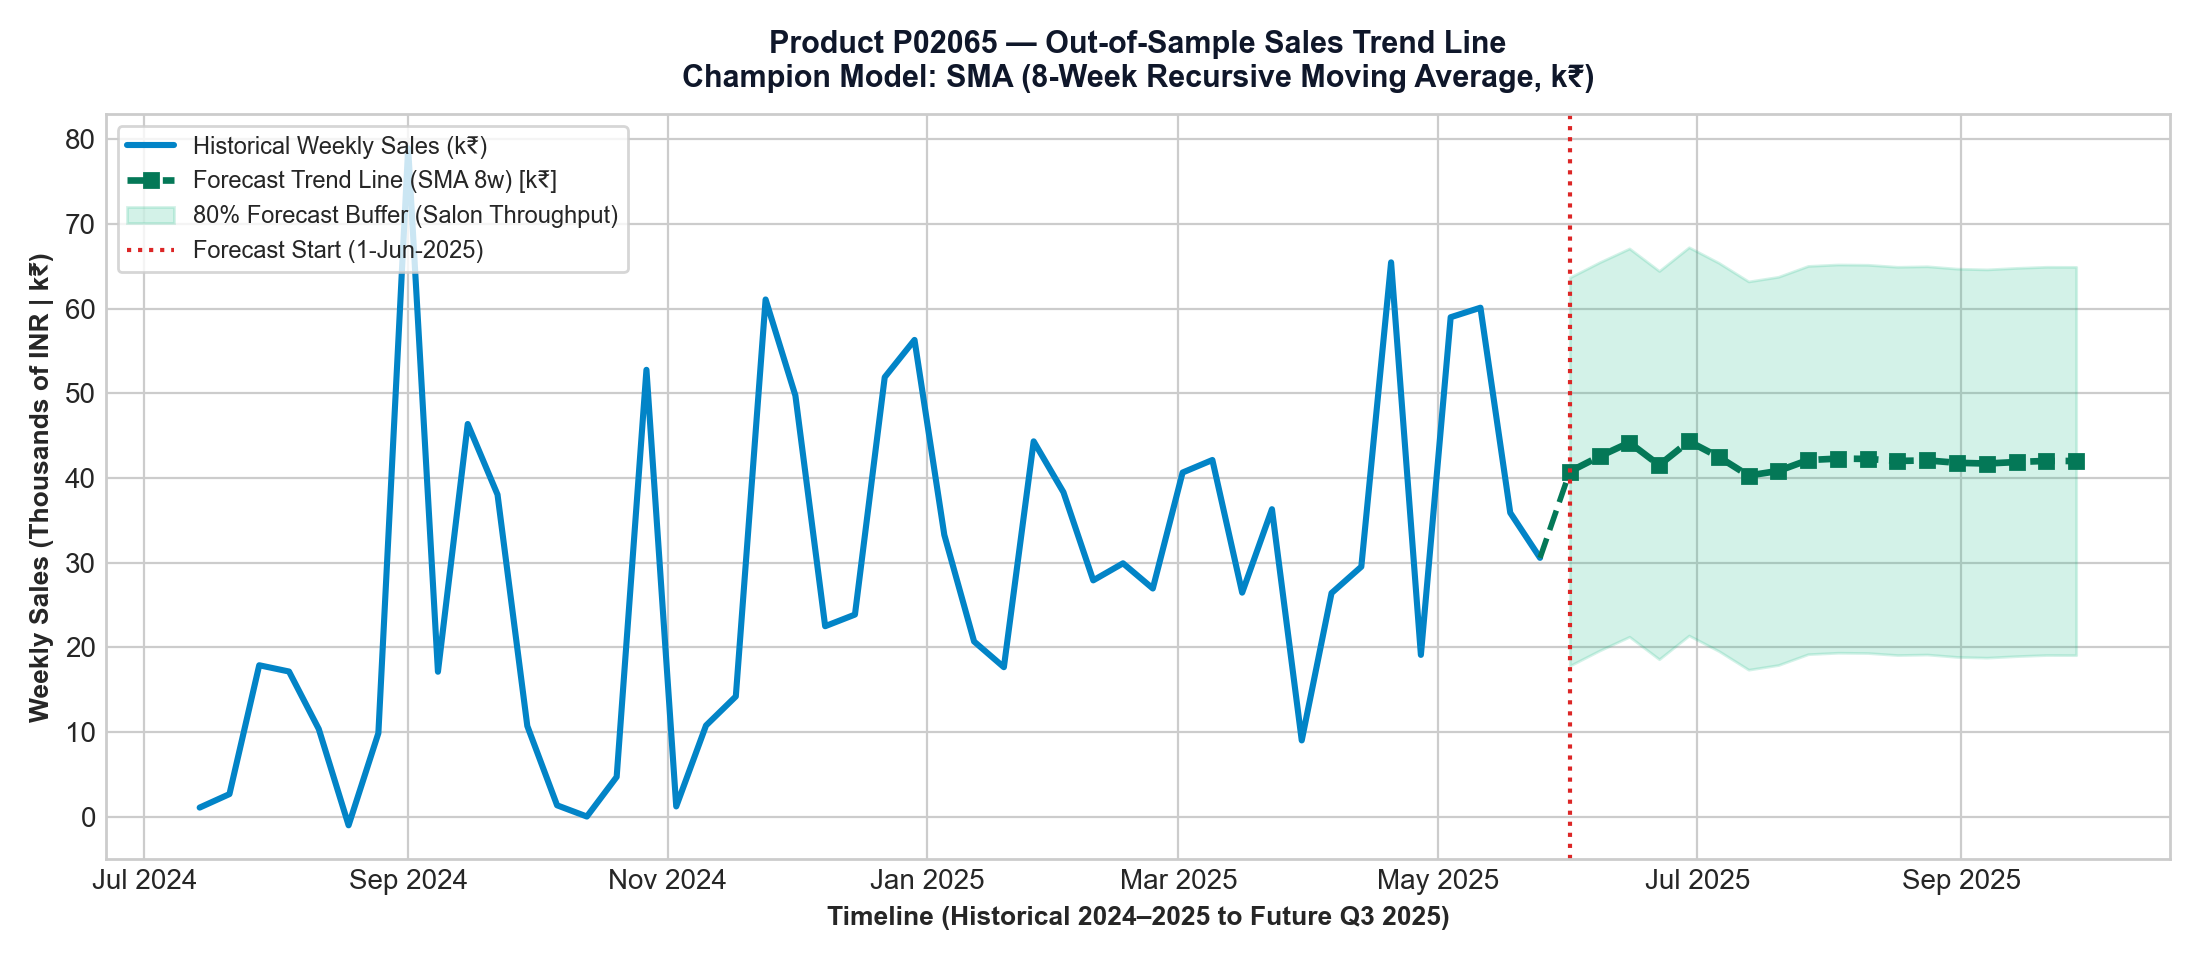 Product P02065 — Out-of-Sample Sales Trend Line
Champion Model: SMA (8-Week Recursive Moving Average, k₹)
Historical Weekly Sales (k₹)
Forecast Trend Line (SMA 8w) [k₹]
80% Forecast Buffer (Salon Throughput)
Forecast Start (1-Jun-2025)
Weekly Sales (Thousands of INR | k₹)
80
70
60
50
40
30
20
10
0
Jul 2024
Sep 2024
Nov 2024
Jan 2025
Mar 2025
May 2025
Jul 2025
Sep 2025
Timeline (Historical 2024–2025 to Future Q3 2025)